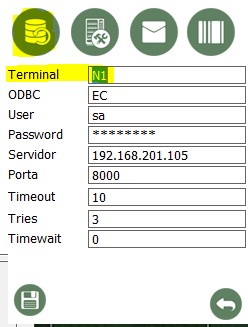 Terminal N1
ODBC EC
User sa
Password ********
Servidor 192.168.201.105
Porta 8000
Timeout 10
Tries 3
Timewait 0